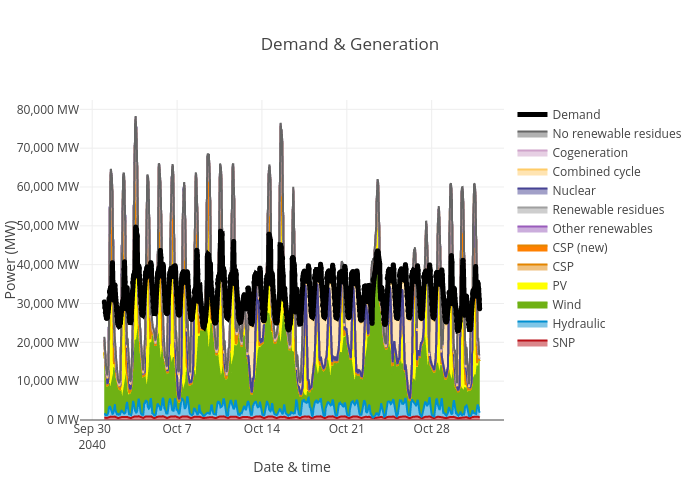 Demand & Generation
80,000 MW
70,000 MW
60,000 MW
50,000 MW
40,000 MW
30,000 MW
20,000 MW
10,000 MW
0 MW
Power (MW)
Sep 30
2040
Oct 7
Oct 14
Oct 21
Oct 28
Date & time
Demand
No renewable residues
Cogeneration
Combined cycle
Nuclear
Renewable residues
Other renewables
CSP (new)
CSP
PV
Wind
Hydraulic
SNP